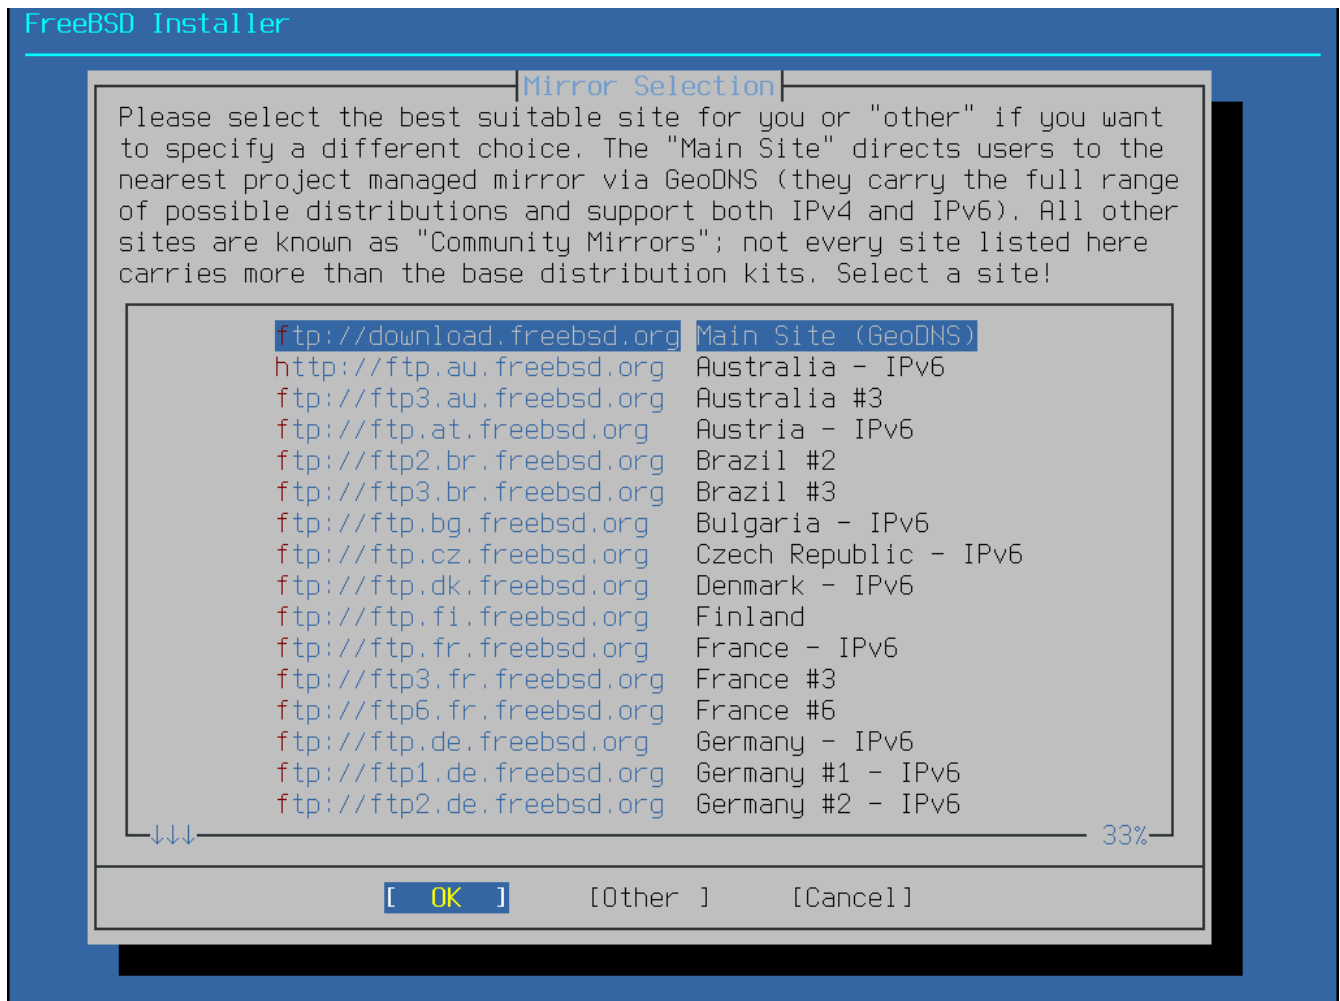 FreeBSD Installer
Mirror Selection
Please select the best suitable site for you or "other" if you want
to specify a different choice. The "Main Site" directs users to the
nearest project managed mirror via GeoDNS (they carry the full range
of possible distributions and support both IPv4 and IPv6). All other
sites are known as "Community Mirrors"; not every site listed here
carries more than the base distribution kits. Select a site!
ftp://download.freebsd.org Main Site (GeoDNS)
http://ftp.au.freebsd.org Australia - IPv6
ftp://ftp3.au.freebsd.org Australia #3
ftp://ftp.at.freebsd.org Austria - IPv6
ftp://ftp2.br.freebsd.org Brazil #2
ftp://ftp3.br.freebsd.org Brazil #3
ftp://ftp.bg.freebsd.org Bulgaria - IPv6
ftp://ftp.cz.freebsd.org Czech Republic - IPv6
ftp://ftp.dk.freebsd.org Denmark - IPv6
ftp://ftp.fi.freebsd.org Finland
ftp://ftp.fr.freebsd.org France - IPv6
ftp://ftp3.fr.freebsd.org France #3
ftp://ftp6.fr.freebsd.org France #6
ftp://ftp.de.freebsd.org Germany - IPv6
ftp://ftp1.de.freebsd.org Germany #1 - IPv6
ftp://ftp2.de.freebsd.org Germany #2 - IPv6
↓↓↓ 33%
[ OK ] [Other ] [Cancel]